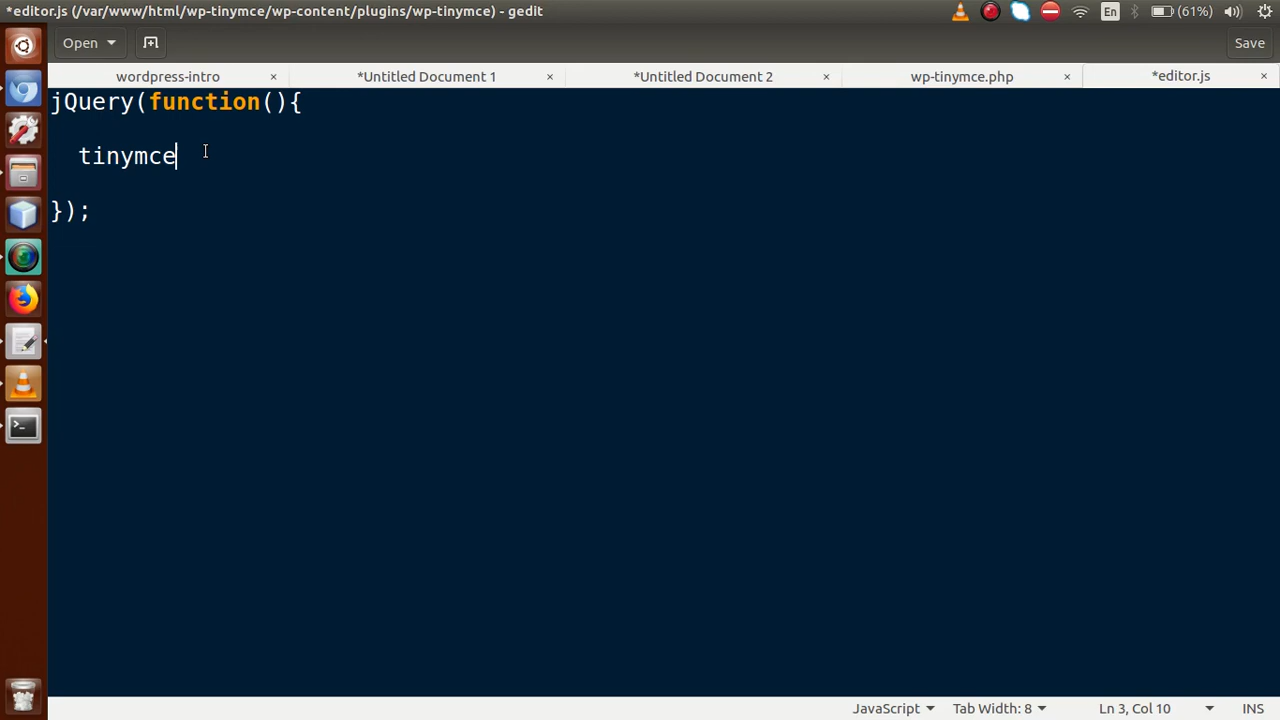 *editor.js (/var/www/html/wp-tinymce/wp-content/plugins/wp-tinymce) - gedit
En
(61%)
Open
Save
wordpress-intro ×
*Untitled Document 1 ×
*Untitled Document 2 ×
wp-tinymce.php ×
*editor.js ×
jQuery(function(){
tinymce
});
JavaScript
Tab Width: 8
Ln 3, Col 10
INS